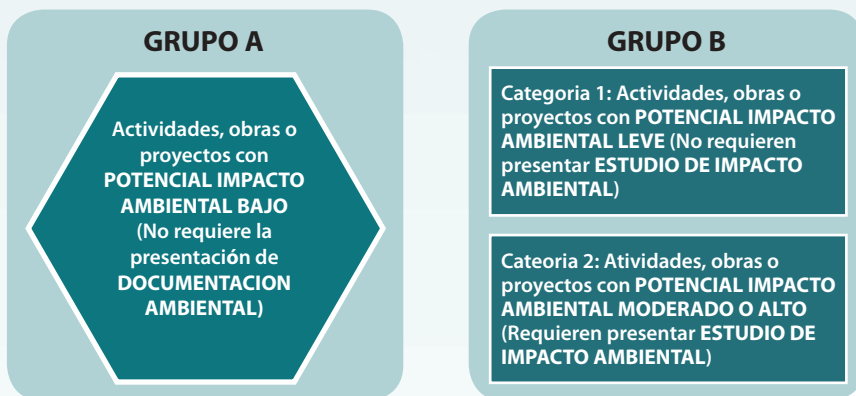 GRUPO A
Actividades, obras o
proyectos con
POTENCIAL IMPACTO
AMBIENTAL BAJO
(No requiere la
presentación de
DOCUMENTACION
AMBIENTAL)
GRUPO B
Categoria 1: Actividades, obras o
proyectos con POTENCIAL IMPACTO
AMBIENTAL LEVE (No requieren
presentar ESTUDIO DE IMPACTO
AMBIENTAL)
Cateoria 2: Atividades, obras o
proyectos con POTENCIAL IMPACTO
AMBIENTAL MODERADO O ALTO
(Requieren presentar ESTUDIO DE
IMPACTO AMBIENTAL)